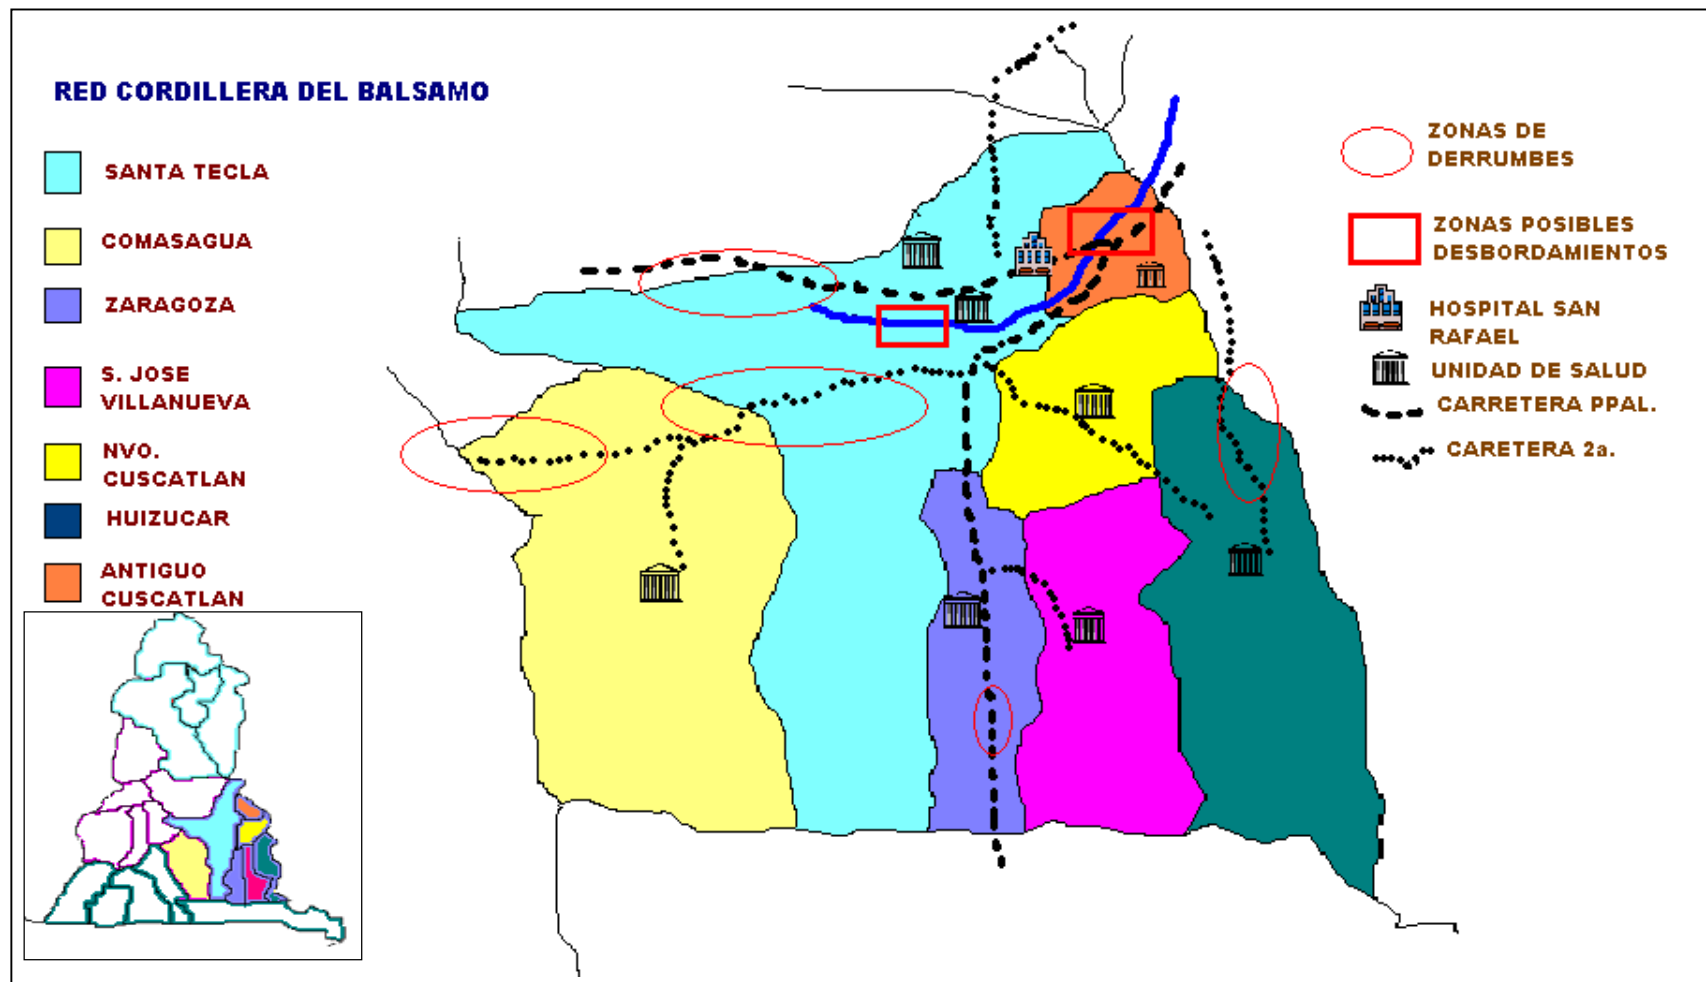 RED CORDILLERA DEL BALSAMO
SANTA TECLA
COMASAGUA
ZARAGOZA
S. JOSE
VILLANUEVA
NVO.
CUSCATLAN
HUIZUCAR
ANTIGUO
CUSCATLAN
ZONAS DE
DERRUMBES
ZONAS POSIBLES
DESBORDAMIENTOS
HOSPITAL SAN
RAFAEL
UNIDAD DE SALUD
CARRETERA PPAL.
CARETERA 2a.